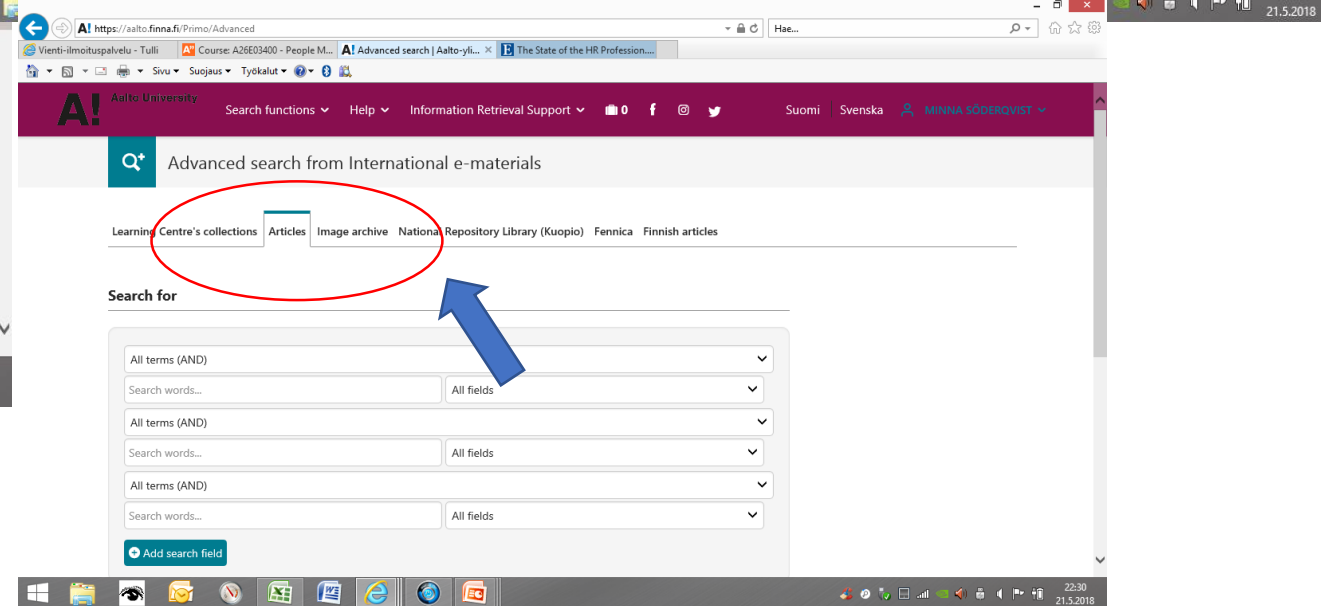 21.5.2018
https://aalto.finna.fi/Primo/Advanced
Hae...
Vienti-ilmoituspalvelu - Tulli
Course: A26E03400 - People M...
A! Advanced search | Aalto-yli...
The State of the HR Profession....
Sivu Suojaus Työkalut
A! Aalto University
Search functions Help Information Retrieval Support 0 Suomi Svenska MINNA SÖDERQVIST
Advanced search from International e-materials
Learning Centre's collections Articles Image archive National Repository Library (Kuopio) Fennica Finnish articles
Search for
All terms (AND)
Search words... All fields
All terms (AND)
Search words... All fields
All terms (AND)
Search words... All fields
Add search field
22:30
21.5.2018